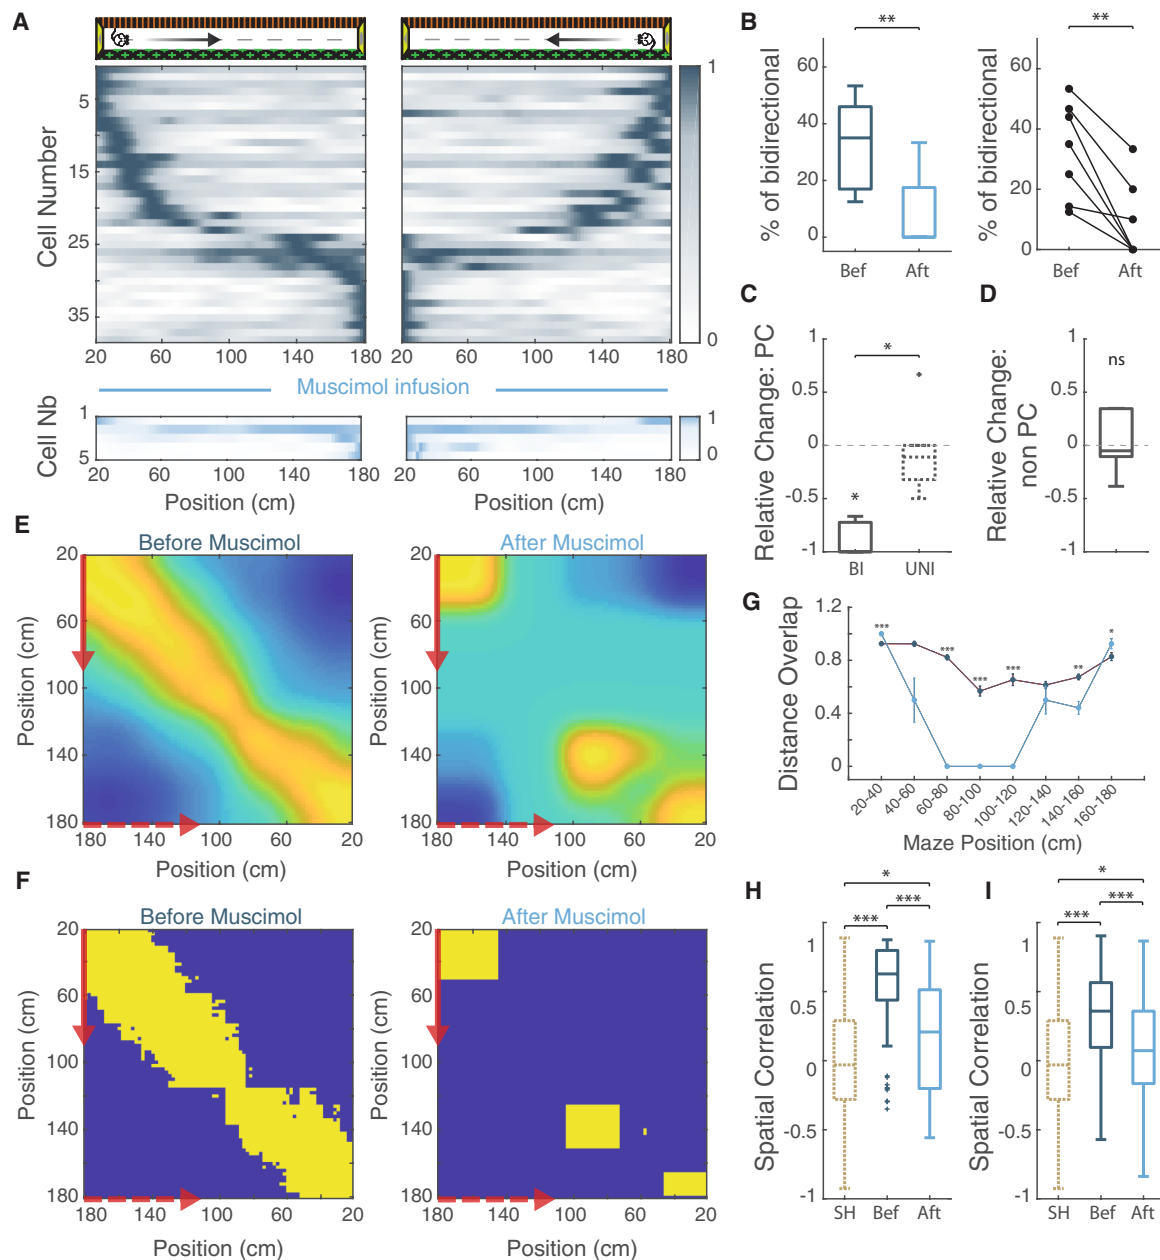 A
Cell Number
5
15
25
35
20 60 100 140 180
20 60 100 140 180
1
0
Muscimol infusion
Cell Nb
1
5
20 60 100 140 180
20 60 100 140 180
1
0
Position (cm)
Position (cm)
B
**
% of bidirectional
60
40
20
0
Bef Aft
**
% of bidirectional
60
40
20
0
Bef Aft
C
Relative Change: PC
1
0.5
0
-0.5
-1
*
*
BI UNI
D
Relative Change:
non PC
1
0.5
0
-0.5
-1
ns
E
Before Muscimol
Position (cm)
20
60
100
140
180
180 140 100 60 20
Position (cm)
After Muscimol
Position (cm)
20
60
100
140
180
180 140 100 60 20
Position (cm)
F
Before Muscimol
Position (cm)
20
60
100
140
180
180 140 100 60 20
Position (cm)
After Muscimol
Position (cm)
20
60
100
140
180
180 140 100 60 20
Position (cm)
G
Distance Overlap
1.2
0.8
0.4
0
*** *** *** *** ** *
20-40 40-60 60-80 80-100 100-120 120-140 140-160 160-180
Maze Position (cm)
H
Spatial Correlation
1
0.5
0
-0.5
-1
*
***
***
SH Bef Aft
I
Spatial Correlation
1
0.5
0
-0.5
-1
*
***
***
SH Bef Aft